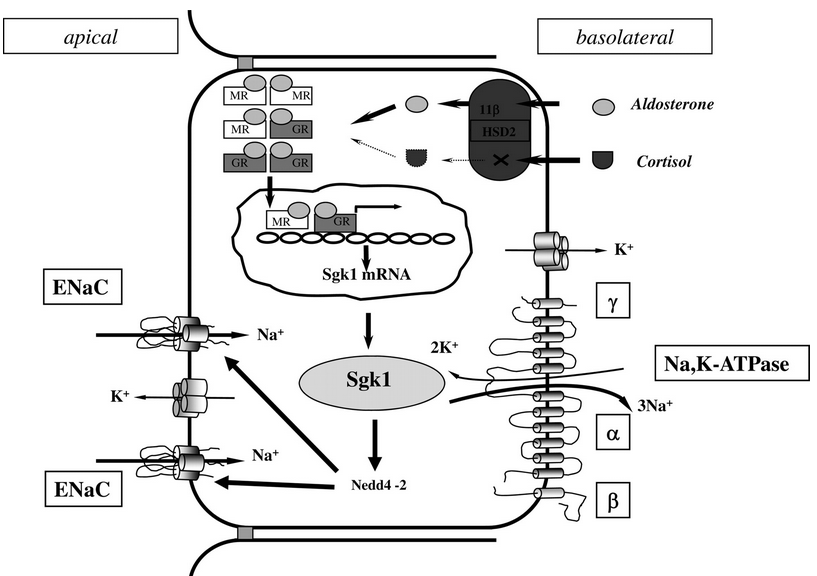 apical
basolateral
MR MR
MR GR
GR GR
11β
HSD2
Aldosterone
Cortisol
MR GR
Sgk1 mRNA
K⁺
ENaC
γ
Na⁺
2K⁺
Na,K-ATPase
Sgk1
K⁺
3Na⁺
α
Na⁺
ENaC
Nedd4 -2
β